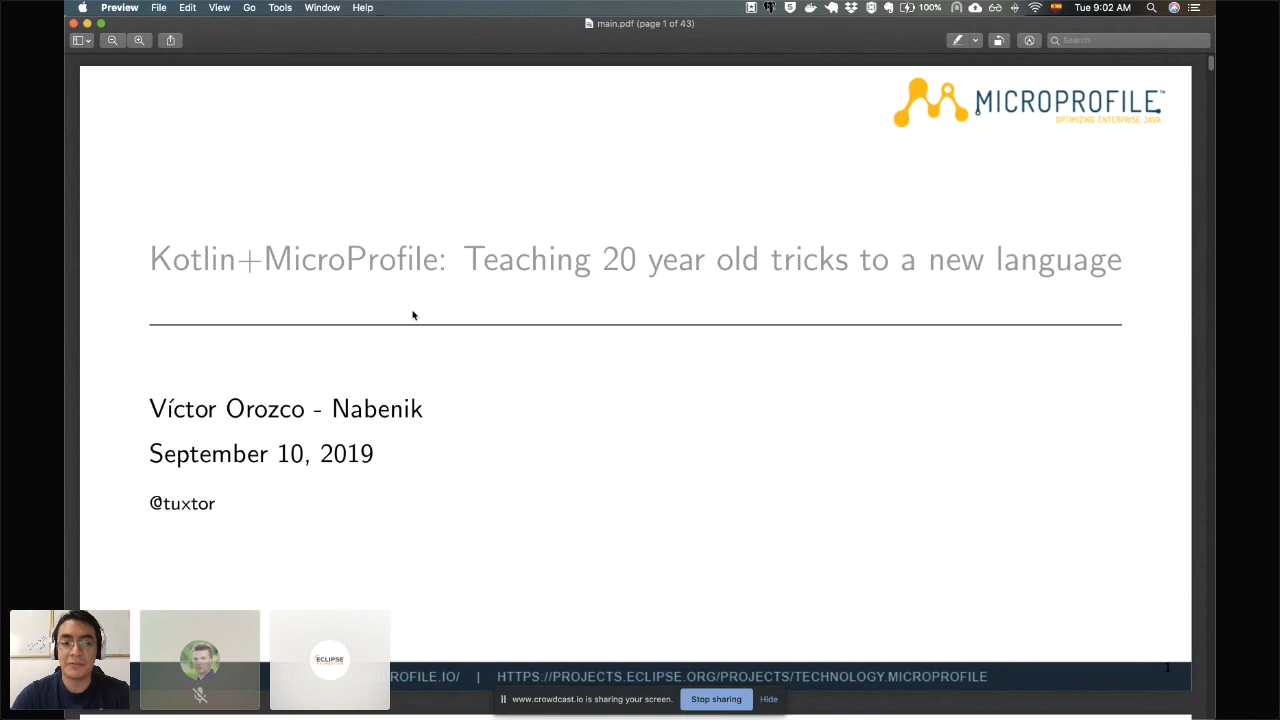 Preview File Edit View Go Tools Window Help 100% Tue 9:02 AM
main.pdf (page 1 of 43)
Search
MICROPROFILE™
OPTIMIZING ENTERPRISE JAVA
Kotlin+MicroProfile: Teaching 20 year old tricks to a new language
Víctor Orozco - Nabenik
September 10, 2019
@tuxtor
1
ECLIPSE
OFILE.IO/ | HTTPS://PROJECTS.ECLIPSE.ORG/PROJECTS/TECHNOLOGY.MICROPROFILE
www.crowdcast.io is sharing your screen. Stop sharing Hide